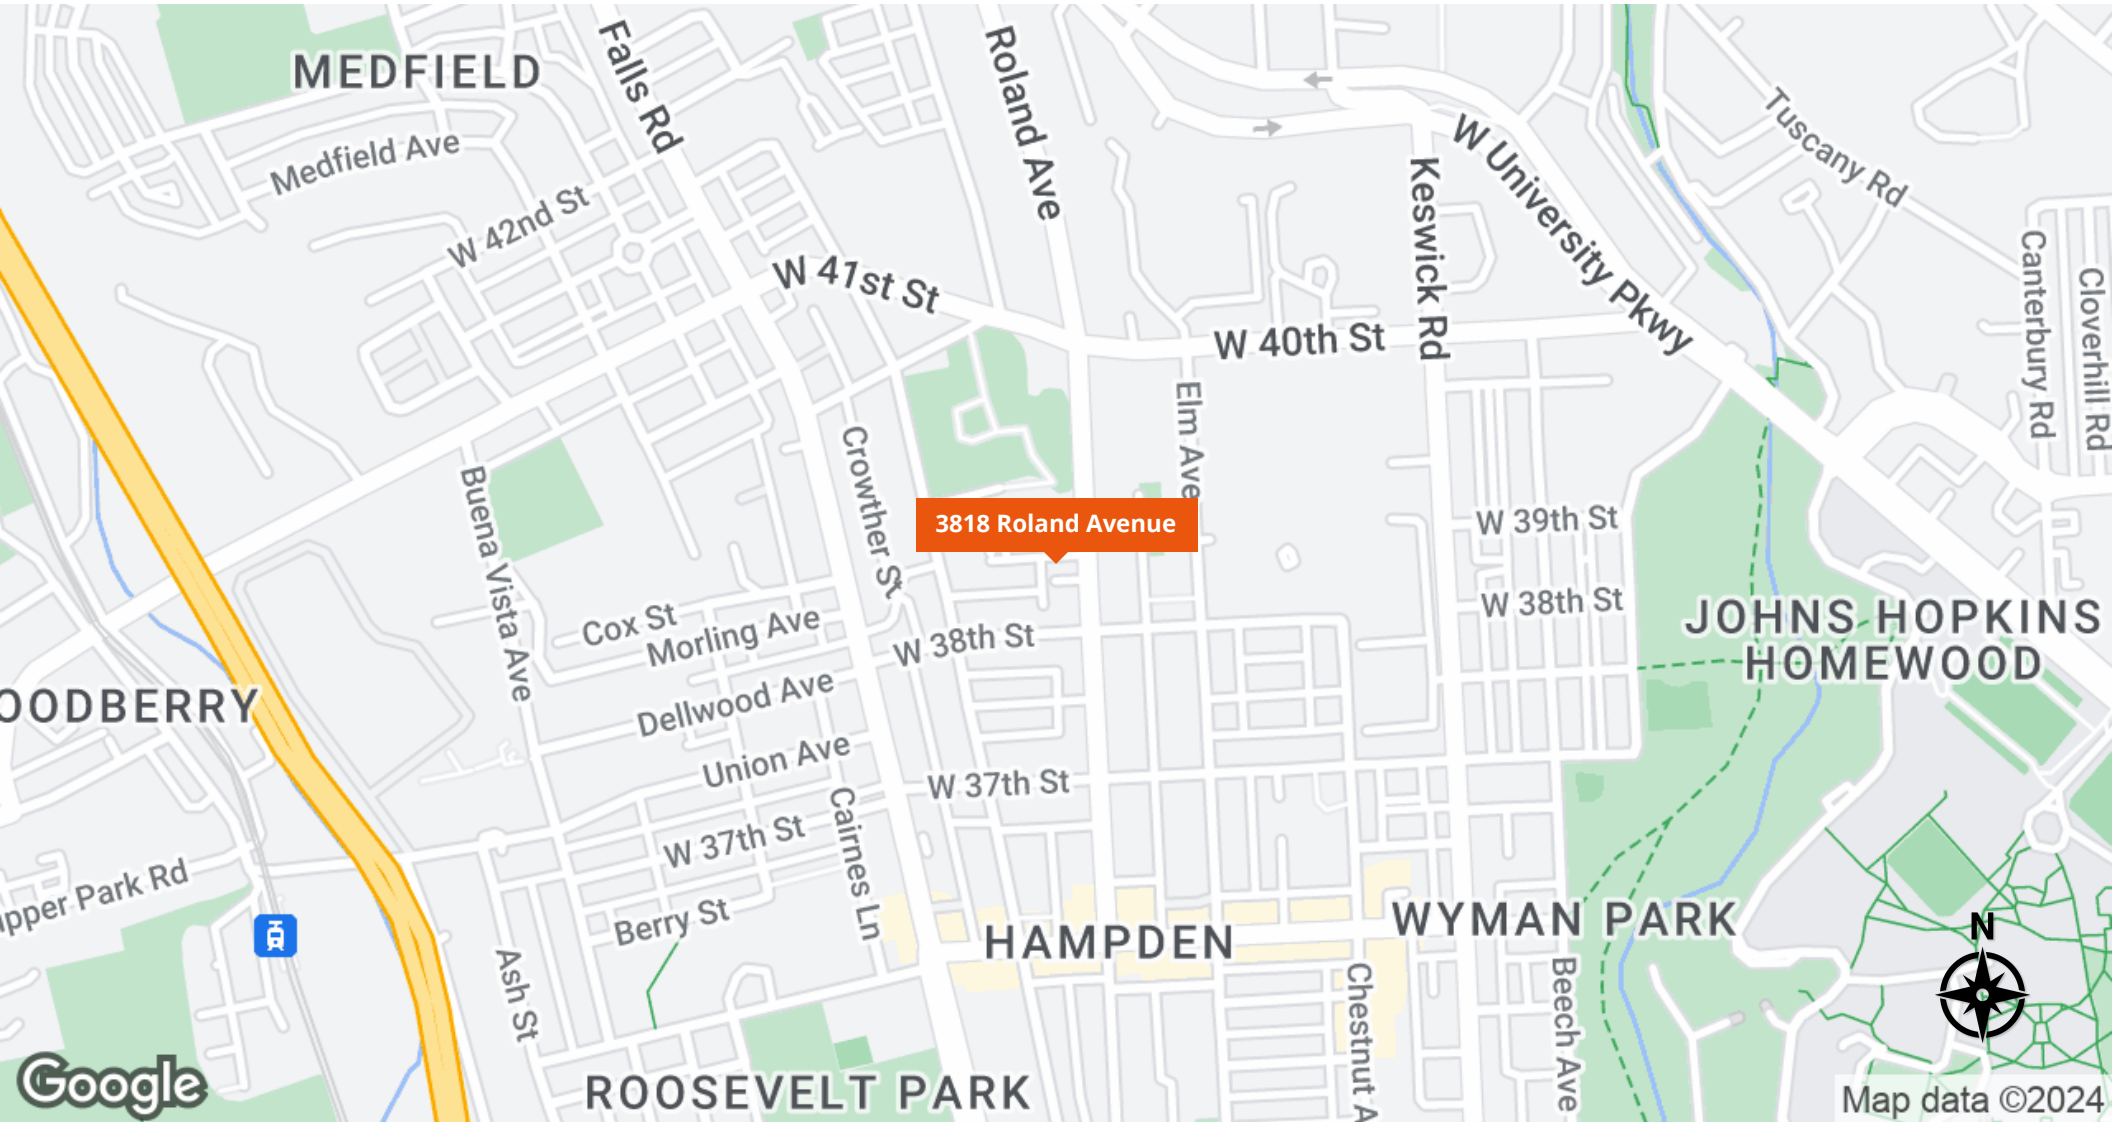 MEDFIELD
Falls Rd
Roland Ave
Medfield Ave
W 42nd St
W 41st St
W 40th St
Keswick Rd
W University Pkwy
Tuscany Rd
Canterbury Rd
Cloverhill Rd
Elm Ave
Crowther St
Buena Vista Ave
3818 Roland Avenue
W 39th St
W 38th St
Cox St
Morling Ave
W 38th St
JOHNS HOPKINS
HOMEWOOD
OODBERRY
Dellwood Ave
Union Ave
W 37th St
Cairnes Ln
W 37th St
pper Park Rd
Berry St
HAMPDEN
WYMAN PARK
N
Ash St
Chestnut A
Beech Ave
ROOSEVELT PARK
Google
Map data ©2024